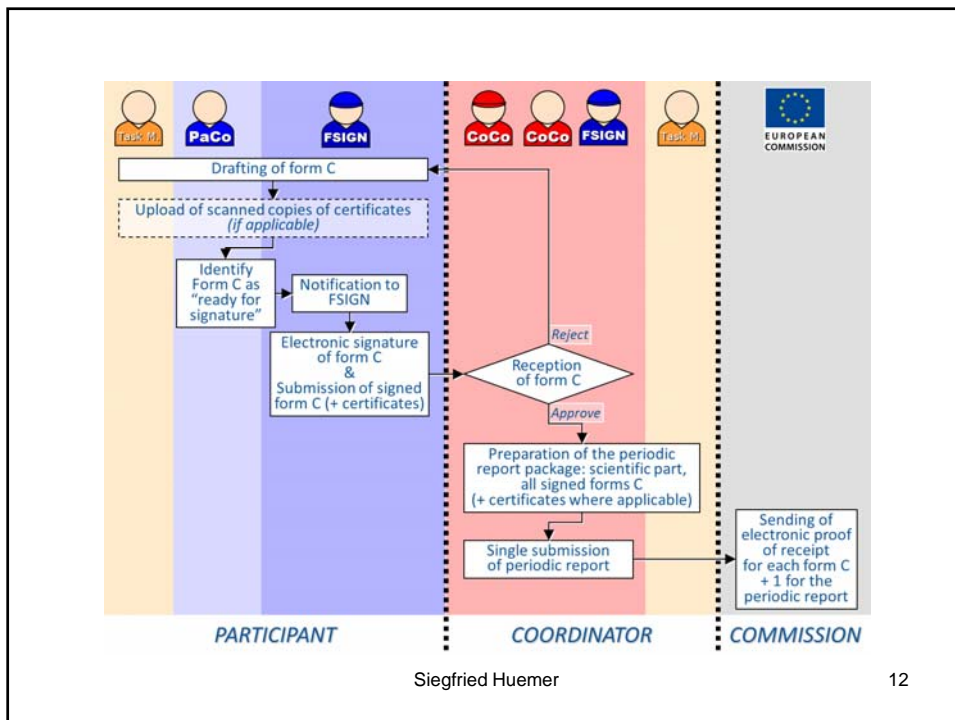 Task M.
PaCo
FSIGN
CoCo
CoCo
FSIGN
Task M.
EUROPEAN
COMMISSION
Drafting of form C
Upload of scanned copies of certificates
(if applicable)
Identify
Form C as
“ready for
signature”
Notification to
FSIGN
Electronic signature
of form C
&
Submission of signed
form C (+ certificates)
Reject
Reception
of form C
Approve
Preparation of the periodic
report package: scientific part,
all signed forms C
(+ certificates where applicable)
Single submission
of periodic report
Sending of
electronic proof
of receipt
for each form C
+ 1 for the
periodic report
PARTICIPANT
COORDINATOR
COMMISSION
Siegfried Huemer
12